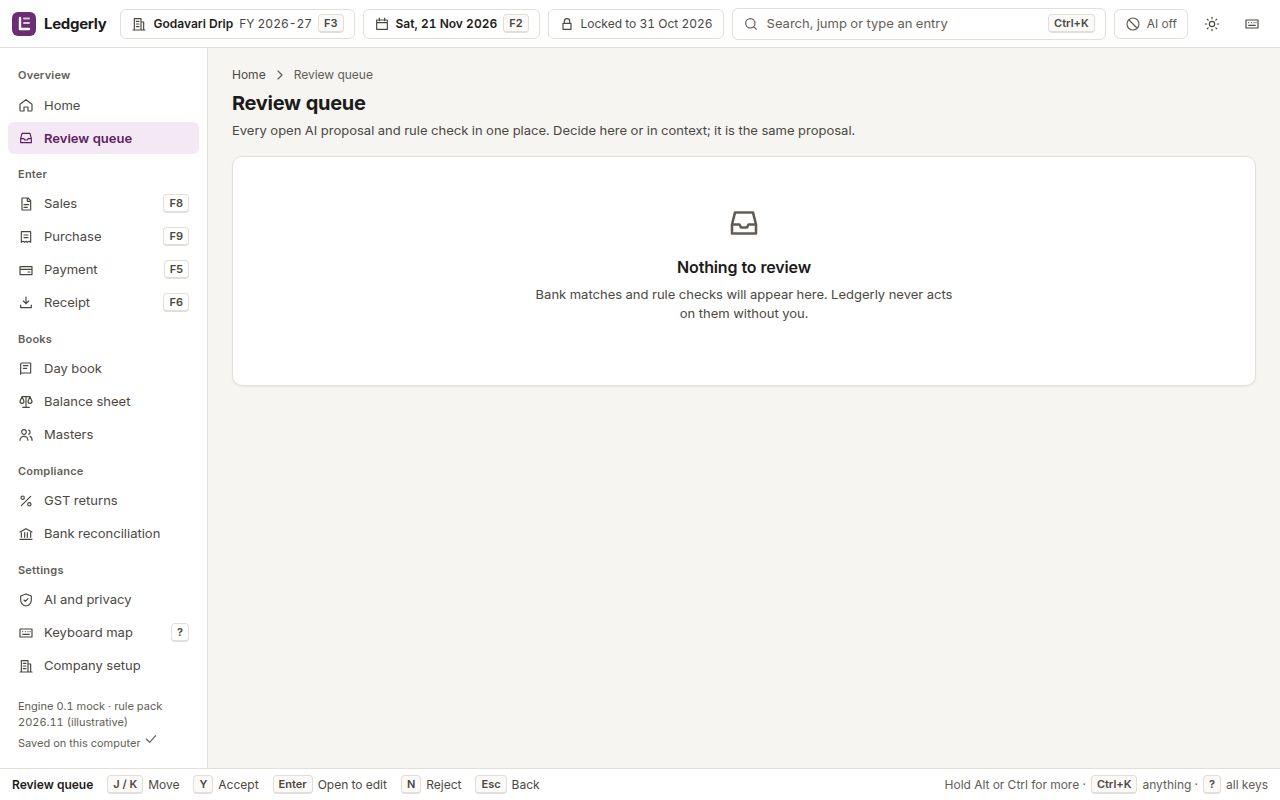 Ledgerly
Godavari Drip FY 2026-27 F3
Sat, 21 Nov 2026 F2
Locked to 31 Oct 2026
Search, jump or type an entry Ctrl+K
AI off
Overview
Home
Review queue
Enter
Sales F8
Purchase F9
Payment F5
Receipt F6
Books
Day book
Balance sheet
Masters
Compliance
GST returns
Bank reconciliation
Settings
AI and privacy
Keyboard map ?
Company setup
Engine 0.1 mock · rule pack
2026.11 (illustrative)
Saved on this computer
Home > Review queue
Review queue
Every open AI proposal and rule check in one place. Decide here or in context; it is the same proposal.
Nothing to review
Bank matches and rule checks will appear here. Ledgerly never acts
on them without you.
Review queue J / K Move Y Accept Enter Open to edit N Reject Esc Back
Hold Alt or Ctrl for more · Ctrl+K anything · ? all keys